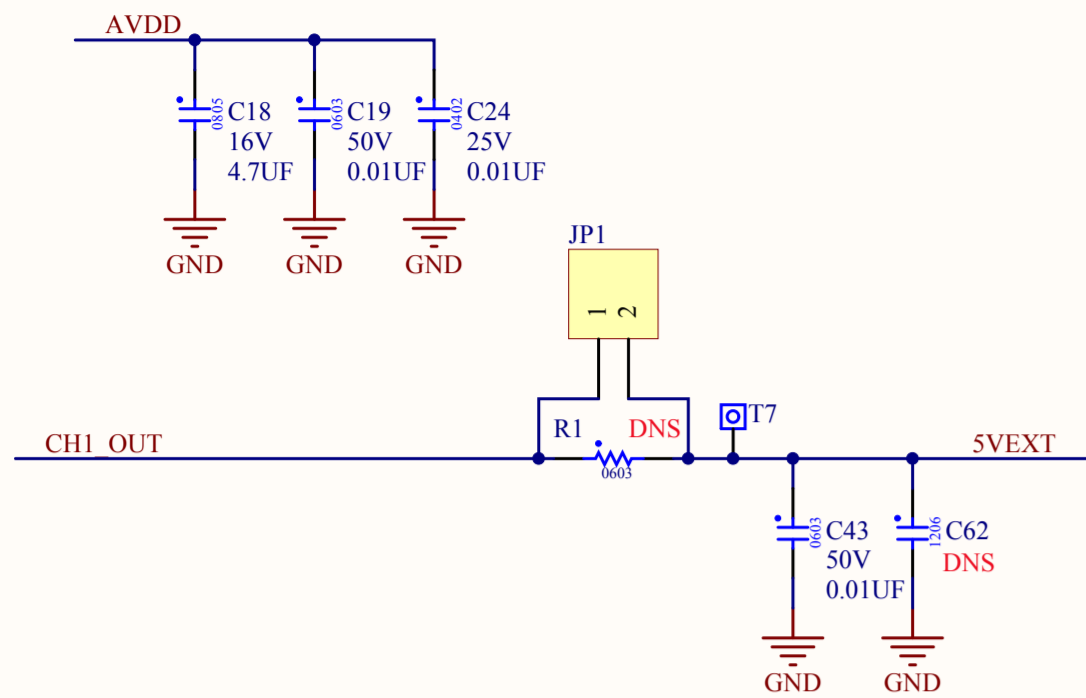 AVDD
0805
C18
16V
4.7UF
0603
C19
50V
0.01UF
0402
C24
25V
0.01UF
GND
GND
GND
JP1
1
2
R1
DNS
T7
CH1_OUT
5VEXT
0603
0603
C43
50V
0.01UF
1206
C62
DNS
GND
GND